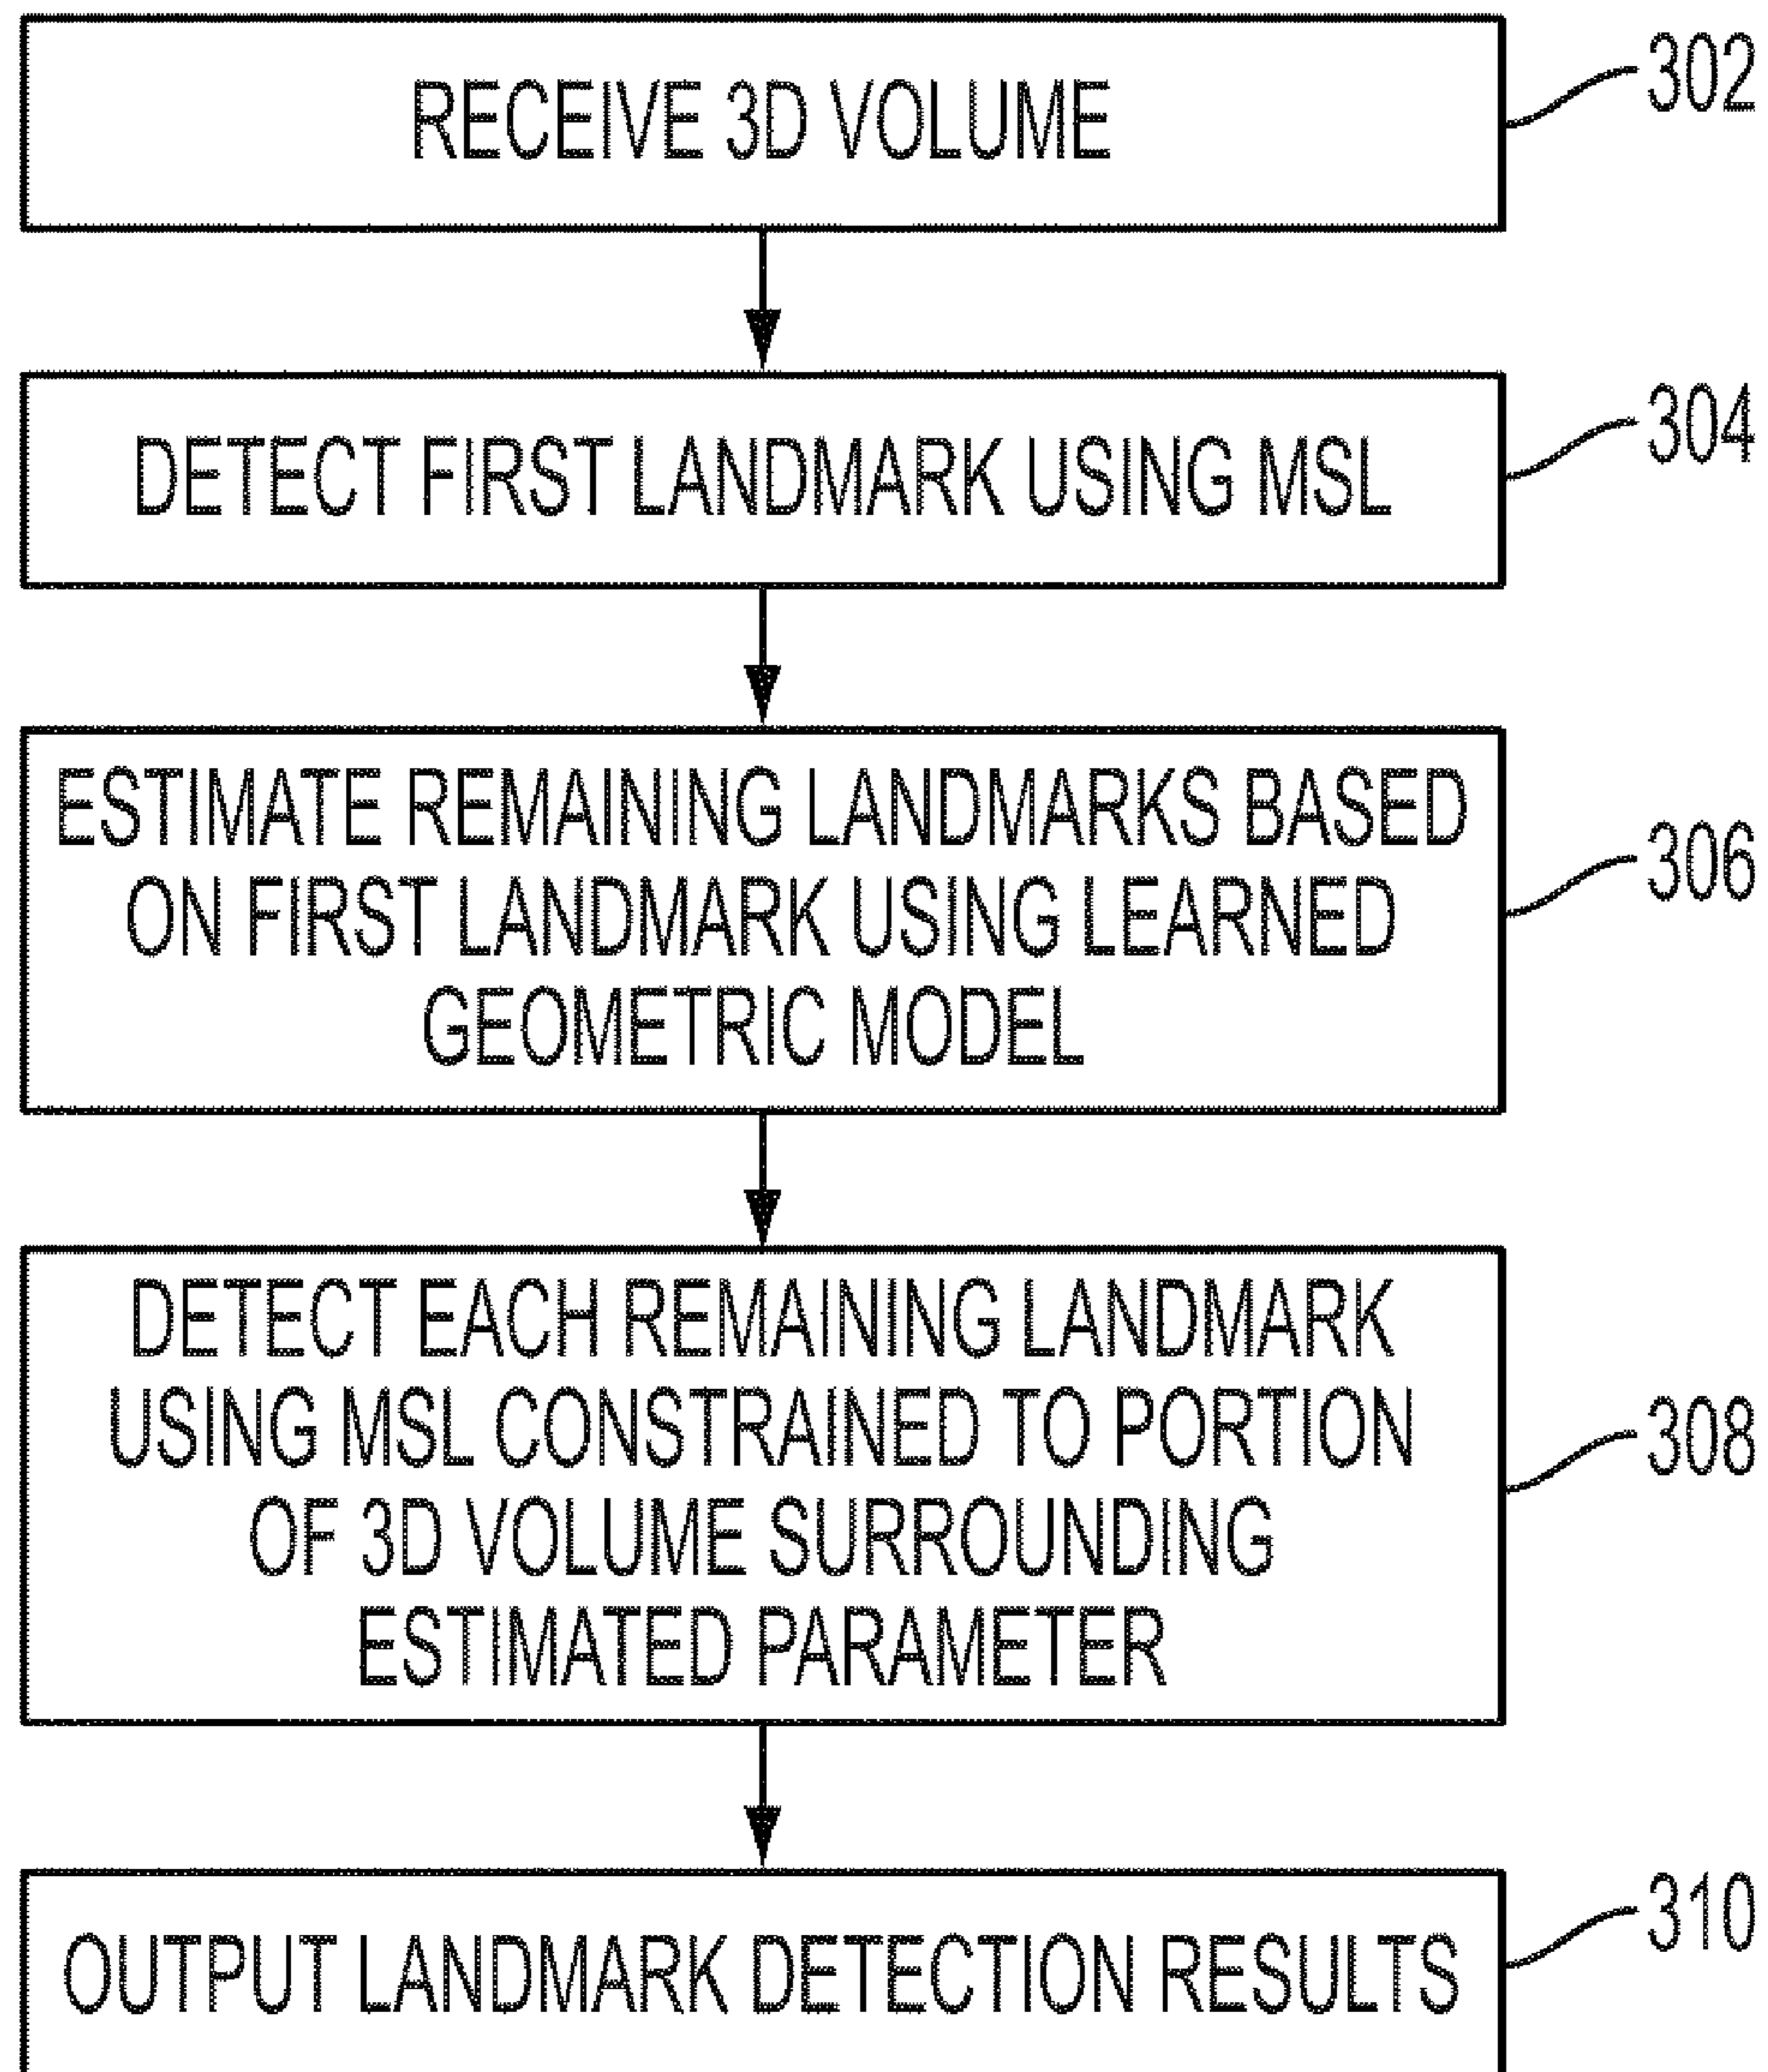 RECEIVE 3D VOLUME
302
DETECT FIRST LANDMARK USING MSL
304
ESTIMATE REMAINING LANDMARKS BASED
ON FIRST LANDMARK USING LEARNED
GEOMETRIC MODEL
306
DETECT EACH REMAINING LANDMARK
USING MSL CONSTRAINED TO PORTION
OF 3D VOLUME SURROUNDING
ESTIMATED PARAMETER
308
OUTPUT LANDMARK DETECTION RESULTS
310